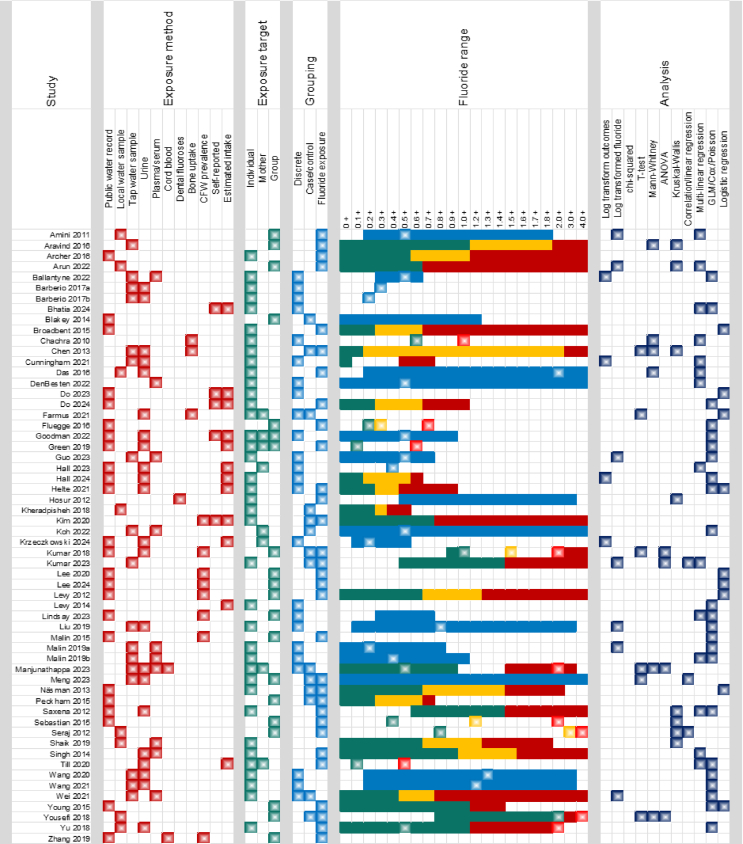 Study
Exposure method
Exposure target
Grouping
Fluoride range
Analysis
Public water record
Local water sample
Tap water sample
Urine
Plasma/serum
Cord blood
Dental fluoroses
Bone uptake
CFW prevalence
Self-reported
Estimated intake
Individual
Mother
Group
Discrete
Case/control
Fluoride exposure
0 +
0.1 +
0.2 +
0.3 +
0.4 +
0.5 +
0.6 +
0.7 +
0.8 +
0.9 +
1.0 +
1.1 +
1.2 +
1.3 +
1.4 +
1.5 +
1.7 +
1.8 +
2.0 +
3.0 +
4.0 +
Log transform outcomes
Log transformed fluoride
chi-squared
T-test
Mann-Whitney
ANOVA
Kruskal-Wallis
Correlation/linear regression
Multi-linear regression
GLM/Cox/Poisson
Logistic regression
Amini 2011
Aravind 2016
Archer 2016
Arun 2022
Ballantyne 2022
Barberio 2017a
Barberio 2017b
Bhatia 2024
Blakey 2014
Broadbent 2015
Chachra 2010
Chen 2013
Cunningham 2021
Das 2016
DenBesten 2022
Do 2023
Do 2024
Farmus 2021
Fluegge 2016
Goodman 2022
Green 2019
Guo 2023
Hall 2023
Hall 2024
Helte 2021
Hosur 2012
Kheradpisheh 2018
Kim 2020
Koh 2022
Krzeczkowski 2024
Kumar 2018
Kumar 2023
Lee 2020
Lee 2024
Levy 2012
Levy 2014
Lindsay 2023
Liu 2019
Malin 2015
Malin 2019a
Malin 2019b
Manjunathappa 2023
Meng 2023
Näsman 2013
Peckham 2015
Saxena 2012
Sebastian 2015
Seraj 2012
Shaik 2019
Singh 2014
Till 2020
Wang 2020
Wang 2021
Wei 2021
Young 2015
Yousefi 2018
Yu 2018
Zhang 2019